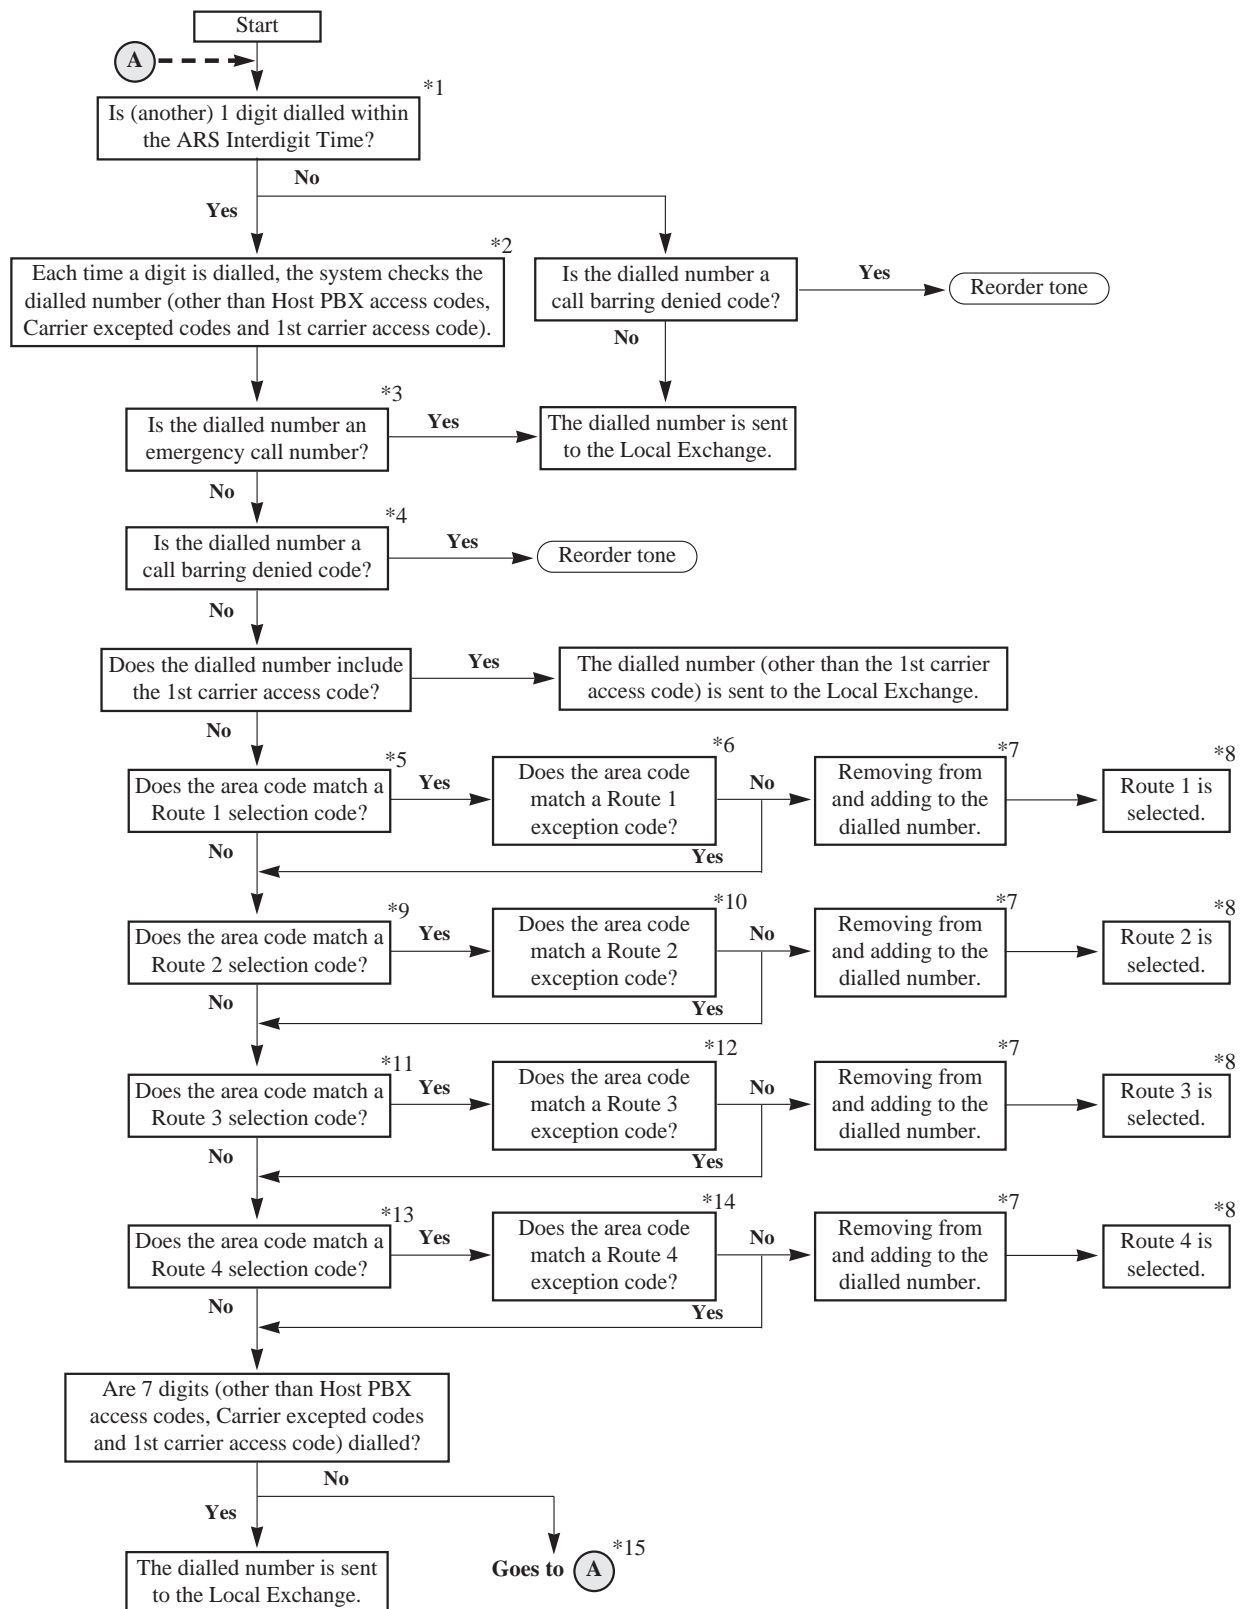 Start
A
*1
Is (another) 1 digit dialled within
the ARS Interdigit Time?
No
Yes
*2
Each time a digit is dialled, the system checks the
dialled number (other than Host PBX access codes,
Carrier excepted codes and 1st carrier access code).
Is the dialled number a
call barring denied code?
Yes
Reorder tone
No
*3
Is the dialled number an
emergency call number?
Yes
The dialled number is sent
to the Local Exchange.
No
*4
Is the dialled number a
call barring denied code?
Yes
Reorder tone
No
Does the dialled number include
the 1st carrier access code?
Yes
The dialled number (other than the 1st carrier
access code) is sent to the Local Exchange.
No
*5
Does the area code match a
Route 1 selection code?
Yes
*6
Does the area code
match a Route 1
exception code?
No
*7
Removing from
and adding to the
dialled number.
*8
Route 1 is
selected.
No
Yes
*9
Does the area code match a
Route 2 selection code?
Yes
*10
Does the area code
match a Route 2
exception code?
No
*7
Removing from
and adding to the
dialled number.
*8
Route 2 is
selected.
No
Yes
*11
Does the area code match a
Route 3 selection code?
Yes
*12
Does the area code
match a Route 3
exception code?
No
*7
Removing from
and adding to the
dialled number.
*8
Route 3 is
selected.
No
Yes
*13
Does the area code match a
Route 4 selection code?
Yes
*14
Does the area code
match a Route 4
exception code?
No
*7
Removing from
and adding to the
dialled number.
*8
Route 4 is
selected.
No
Yes
Are 7 digits (other than Host PBX
access codes, Carrier excepted codes
and 1st carrier access code) dialled?
No
Yes
The dialled number is sent
to the Local Exchange.
Goes to A *15